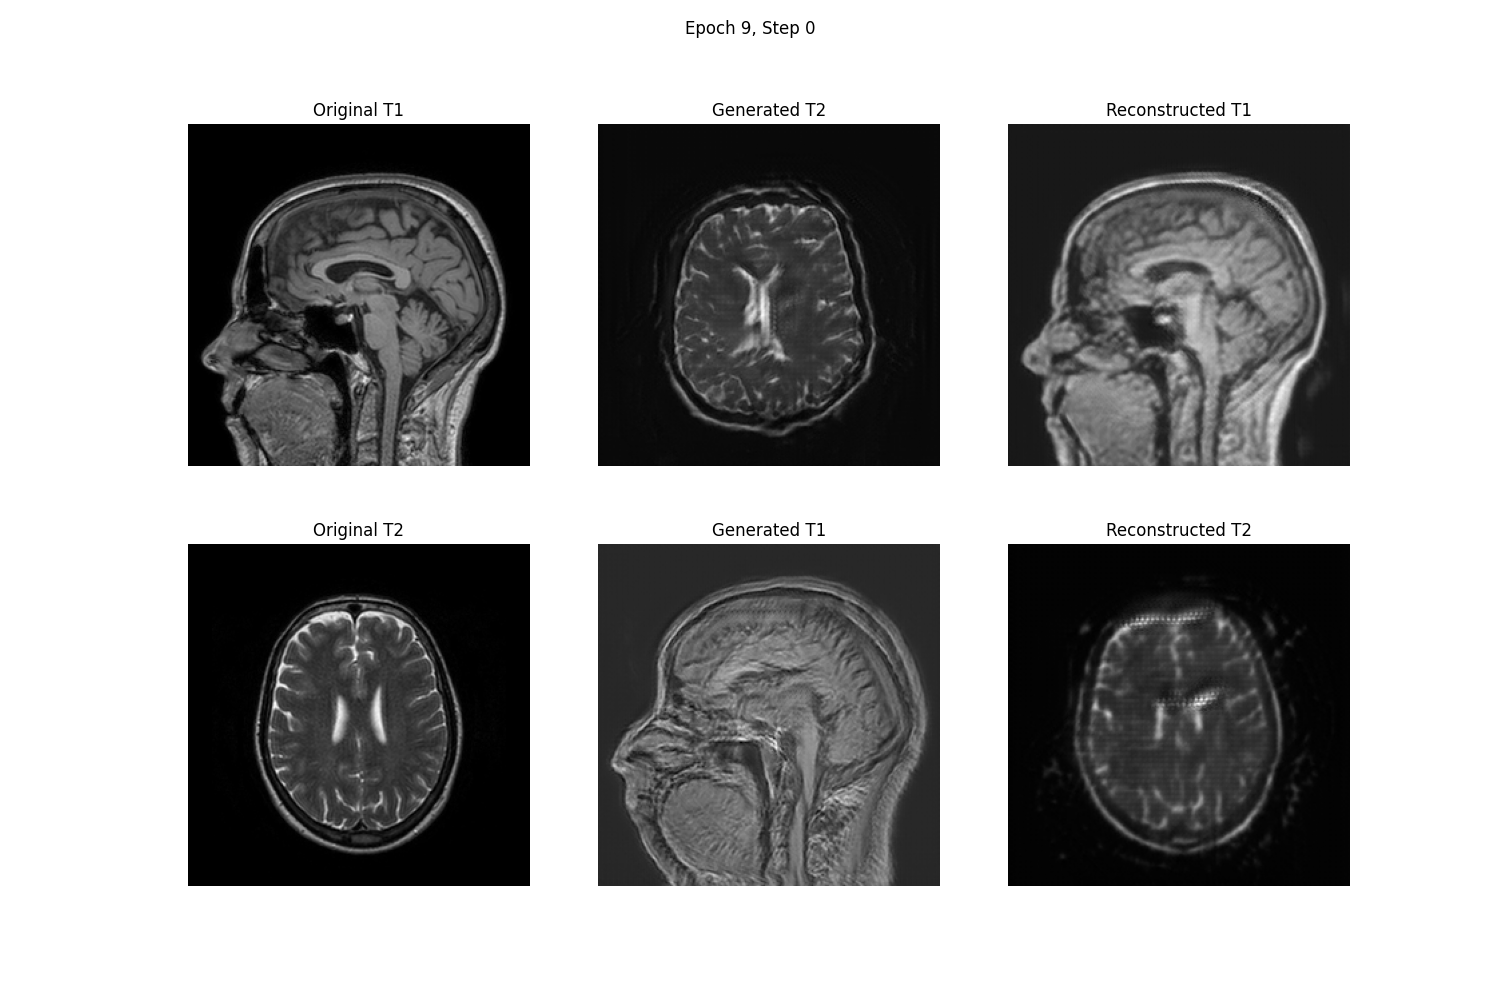 Epoch 9, Step 0
Original T1
Generated T2
Reconstructed T1
Original T2
Generated T1
Reconstructed T2